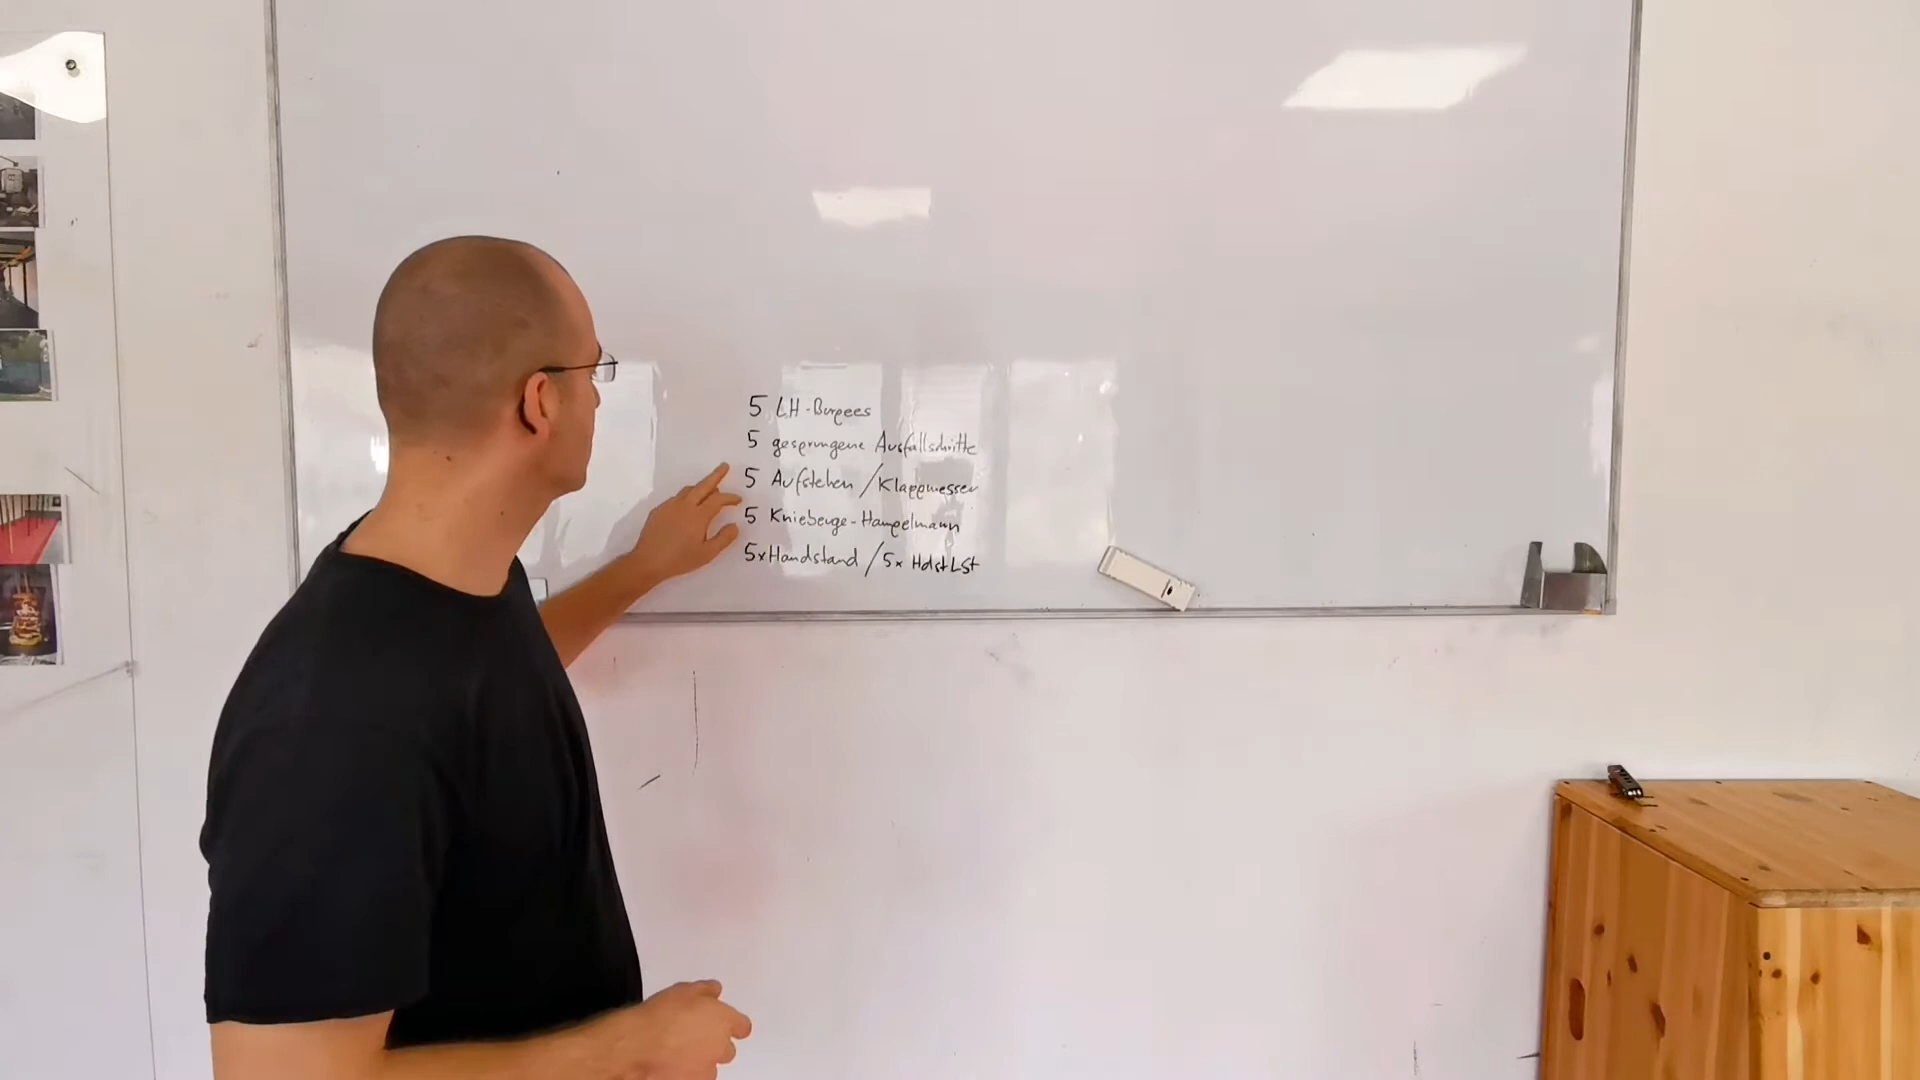 5 LH-Burpees
5 gesprungene Ausfallschritte
5 Aufstehen / Klappmesser
5 Kniebeuge-Hampelmann
5x Handstand / 5x HdstLSt